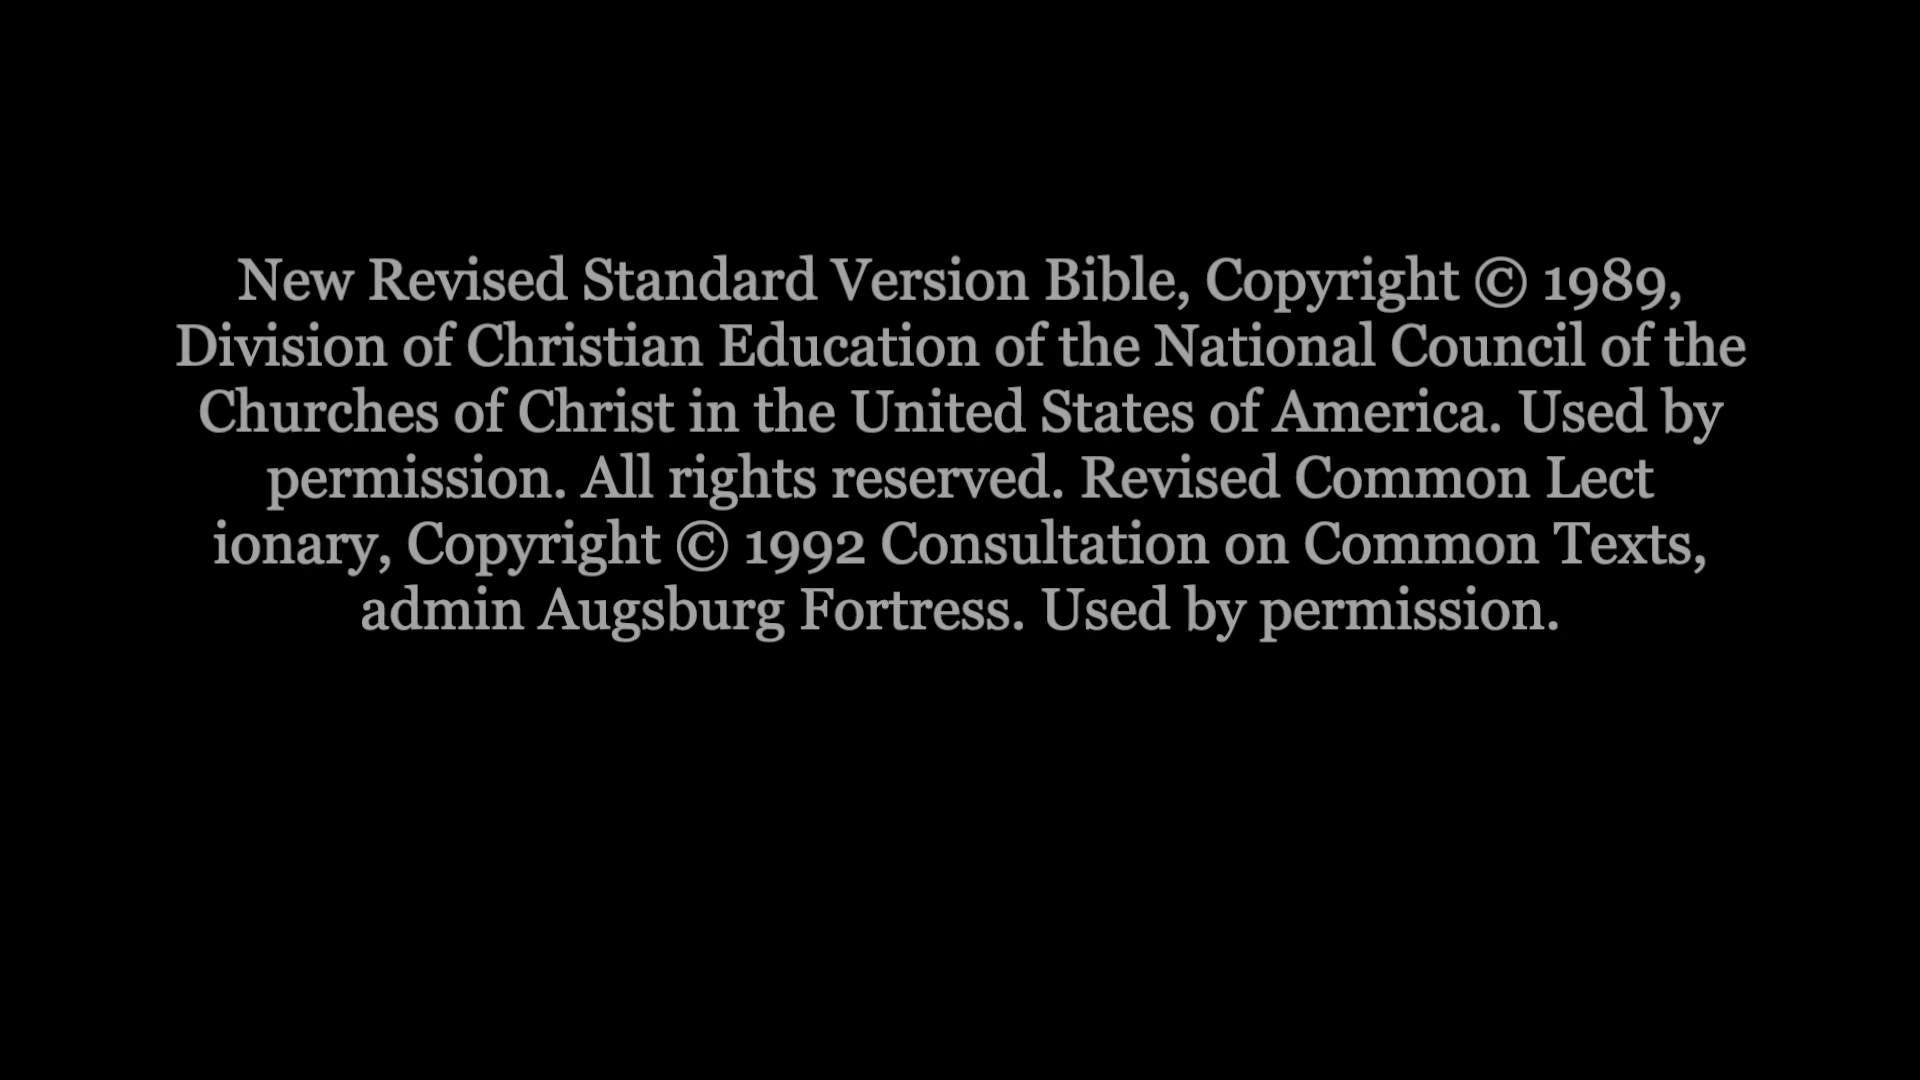 New Revised Standard Version Bible, Copyright © 1989,
Division of Christian Education of the National Council of the
Churches of Christ in the United States of America. Used by
permission. All rights reserved. Revised Common Lect
ionary, Copyright © 1992 Consultation on Common Texts,
admin Augsburg Fortress. Used by permission.